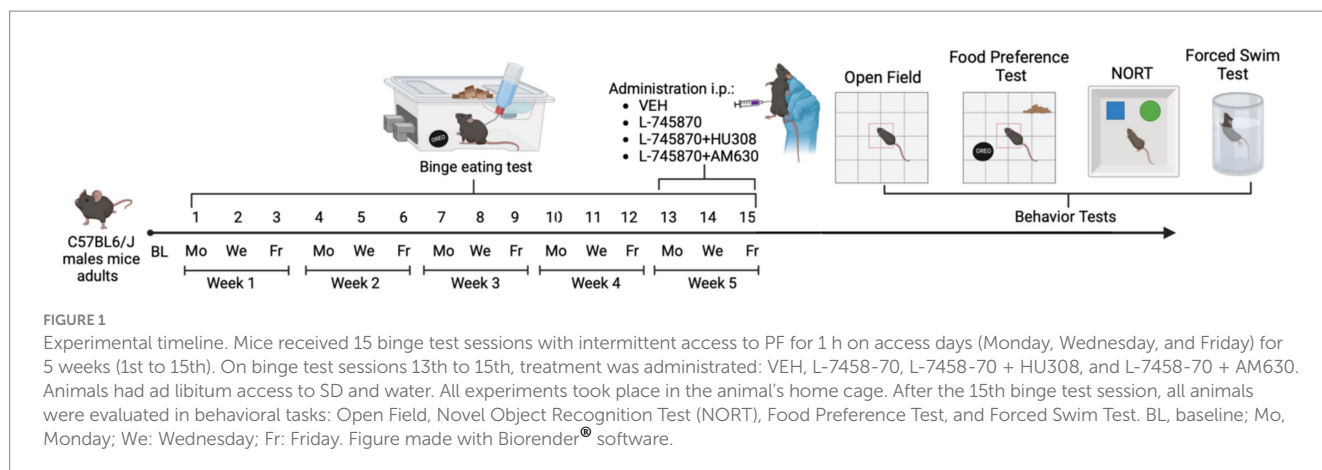 Open Field
Food Preference
Test
NORT
Forced Swim
Test
Administration i.p.:
• VEH
• L-745870
• L-745870+HU308
• L-745870+AM630
OREO
OREO
Binge eating test
Behavior Tests
1 2 3 4 5 6 7 8 9 10 11 12 13 14 15
C57BL6/J
males mice
adults
BL Mo We Fr Mo We Fr Mo We Fr Mo We Fr Mo We Fr
Week 1 Week 2 Week 3 Week 4 Week 5
FIGURE 1
Experimental timeline. Mice received 15 binge test sessions with intermittent access to PF for 1 h on access days (Monday, Wednesday, and Friday) for
5 weeks (1st to 15th). On binge test sessions 13th to 15th, treatment was administrated: VEH, L-7458-70, L-7458-70 + HU308, and L-7458-70 + AM630.
Animals had ad libitum access to SD and water. All experiments took place in the animal's home cage. After the 15th binge test session, all animals
were evaluated in behavioral tasks: Open Field, Novel Object Recognition Test (NORT), Food Preference Test, and Forced Swim Test. BL, baseline; Mo,
Monday; We: Wednesday; Fr: Friday. Figure made with Biorender® software.